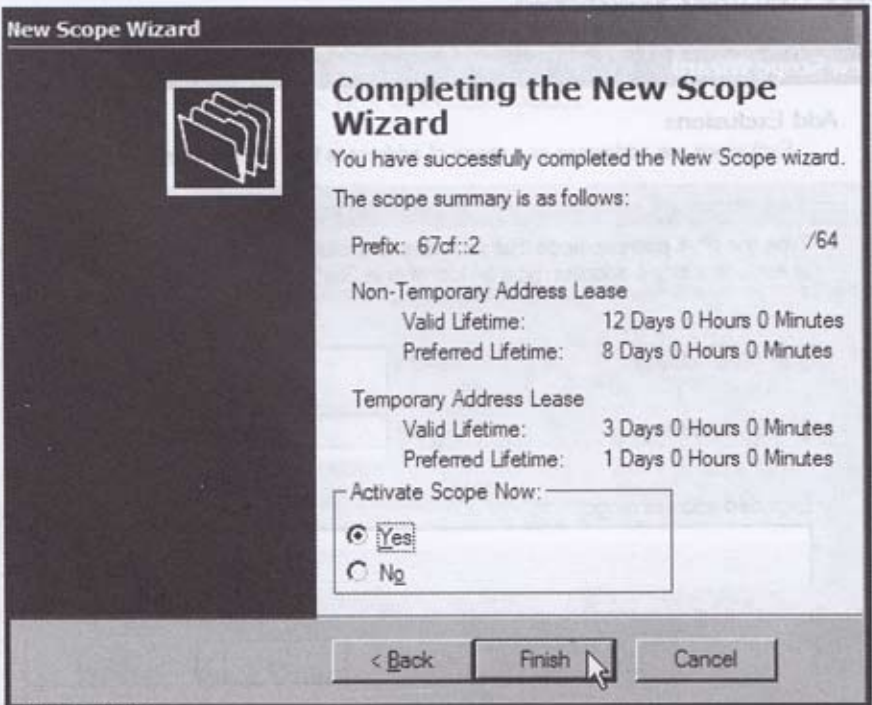 New Scope Wizard
Completing the New Scope
Wizard
You have successfully completed the New Scope wizard.
The scope summary is as follows:
Prefix: 67cf::2 /64
Non-Temporary Address Lease
Valid Lifetime: 12 Days 0 Hours 0 Minutes
Preferred Lifetime: 8 Days 0 Hours 0 Minutes
Temporary Address Lease
Valid Lifetime: 3 Days 0 Hours 0 Minutes
Preferred Lifetime: 1 Days 0 Hours 0 Minutes
Activate Scope Now:
Yes
No
< Back Finish Cancel